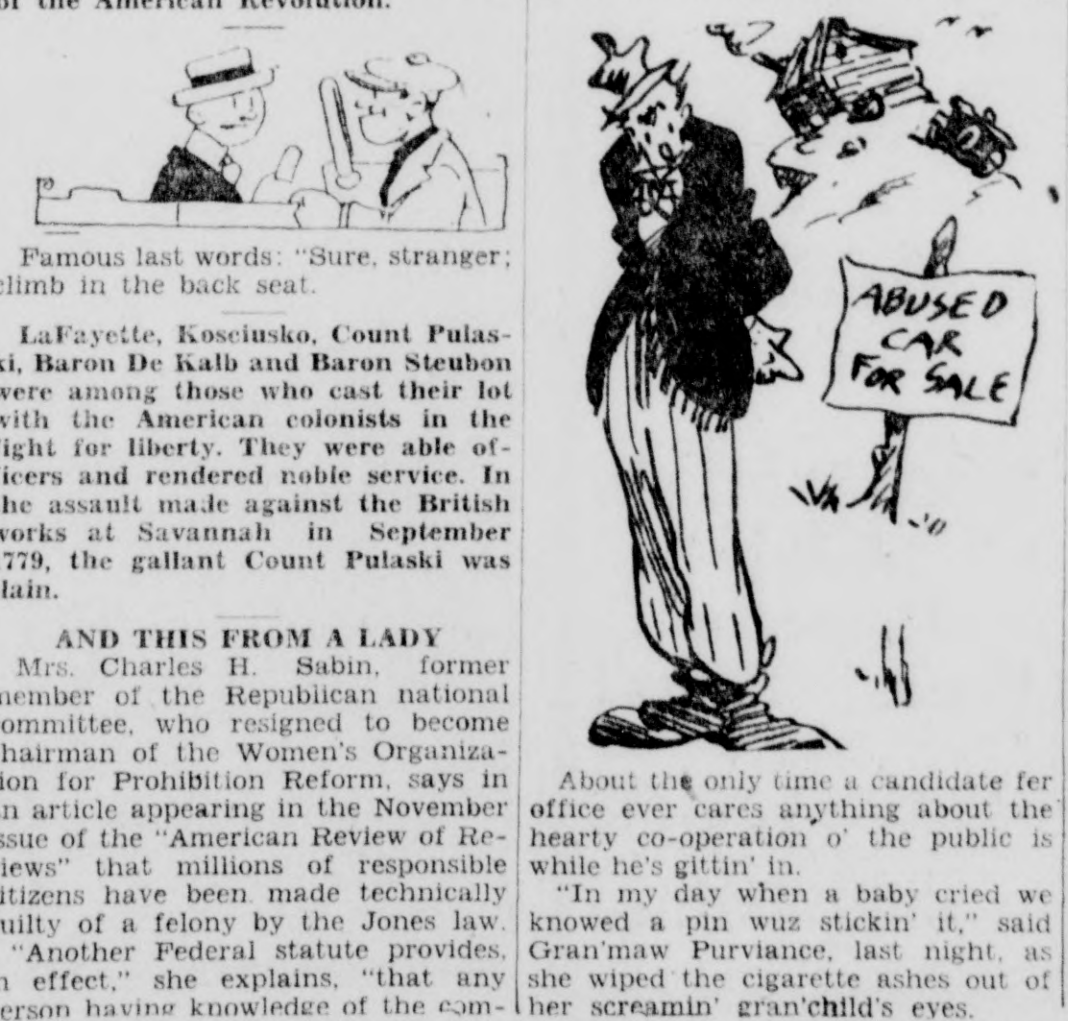 of the American Revolution.
Famous last words: "Sure, stranger;
climb in the back seat.
LaFayette, Kosciusko, Count Pulas-
ki, Baron De Kalb and Baron Steubon
were among those who cast their lot
with the American colonists in the
fight for liberty. They were able of-
ficers and rendered noble service. In
the assault made against the British
works at Savannah in September
1779, the gallant Count Pulaski was
slain.
AND THIS FROM A LADY
Mrs. Charles H. Sabin, former
member of the Republican national
committee, who resigned to become
chairman of the Women's Organiza-
tion for Prohibition Reform, says in
an article appearing in the November
issue of the "American Review of Re-
views" that millions of responsible
citizens have been made technically
guilty of a felony by the Jones law.
"Another Federal statute provides,
in effect," she explains, "that any
person having knowledge of the com-
ABUSED
CAR
FOR SALE
About the only time a candidate fer
office ever cares anything about the
hearty co-operation o' the public is
while he's gittin' in.
"In my day when a baby cried we
knowed a pin wuz stickin' it," said
Gran'maw Purviance, last night, as
she wiped the cigarette ashes out of
her screamin' gran'child's eyes.